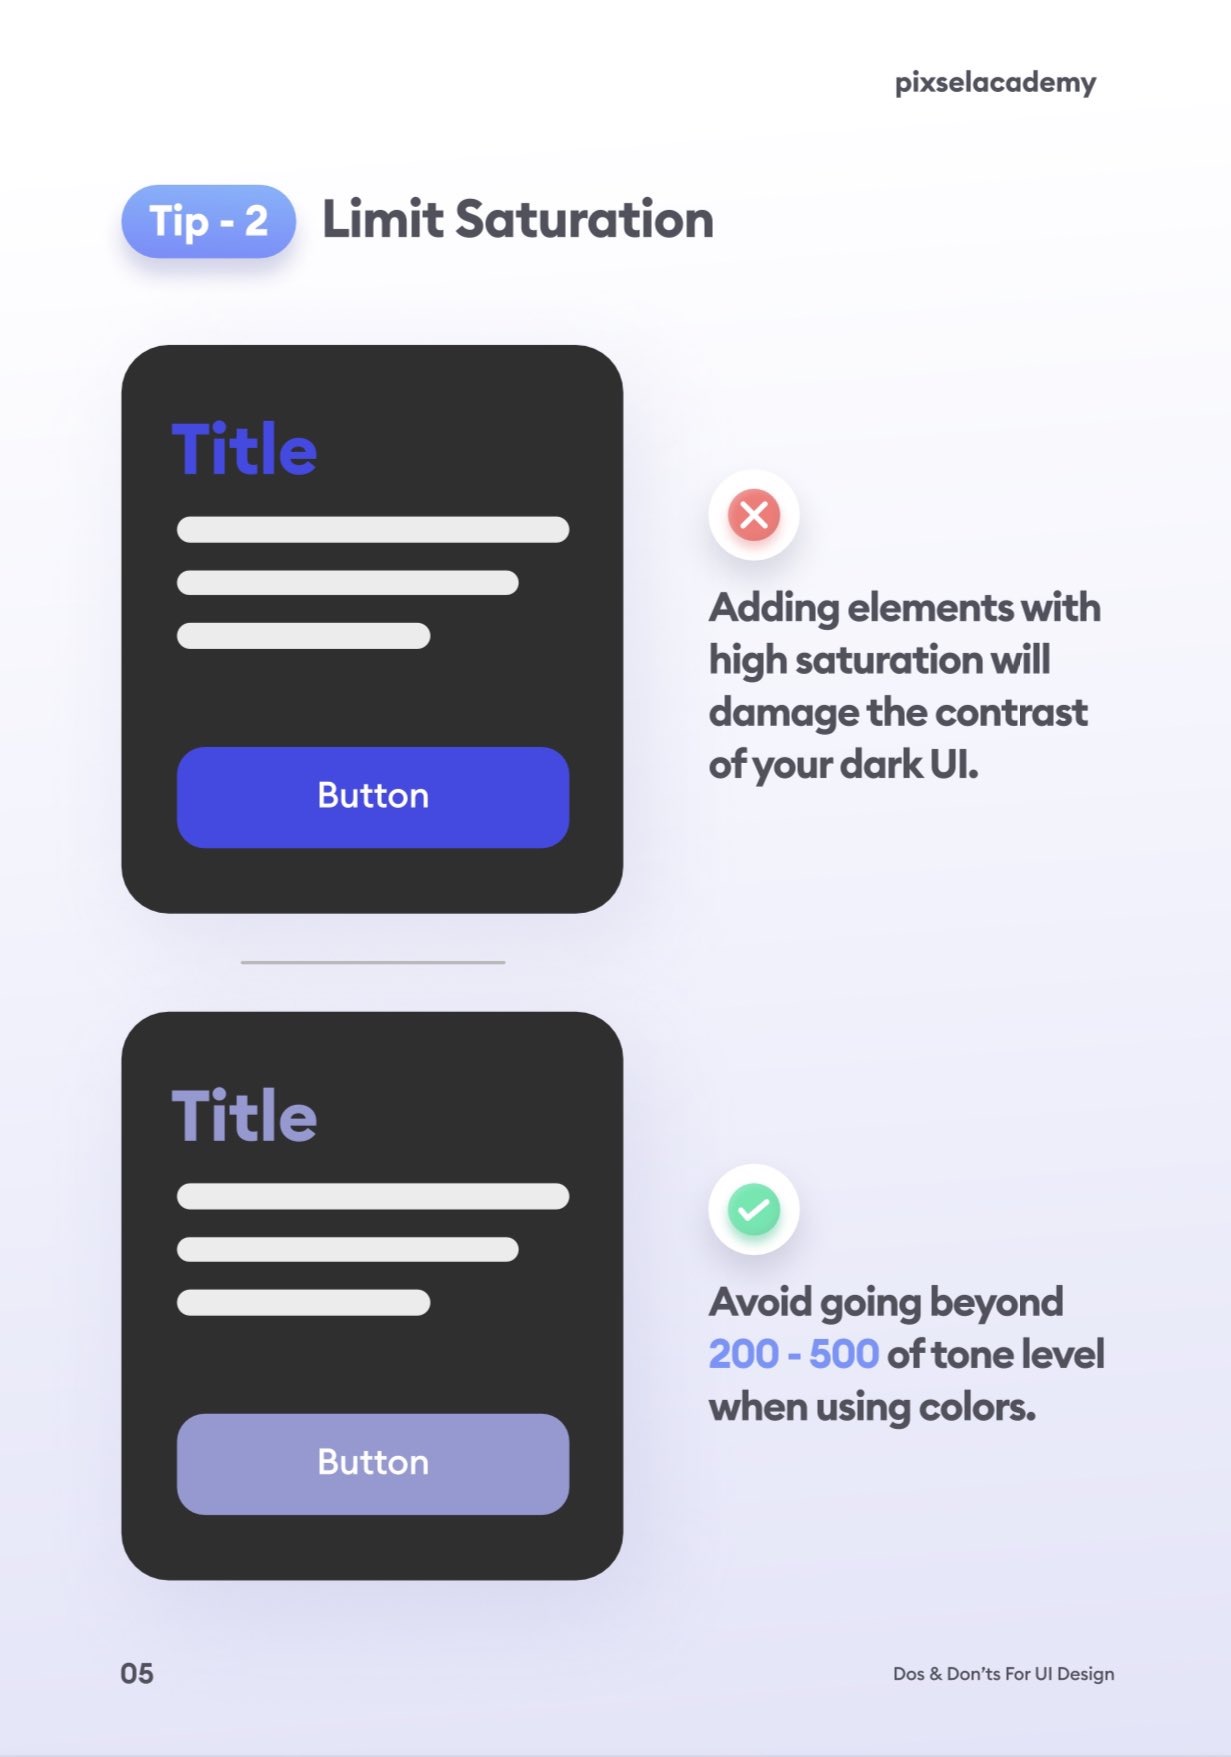 pixselacademy
Tip - 2 Limit Saturation
Title
Button
Adding elements with
high saturation will
damage the contrast
of your dark UI.
Title
Button
Avoid going beyond
200 - 500 of tone level
when using colors.
05
Dos & Don’ts For UI Design